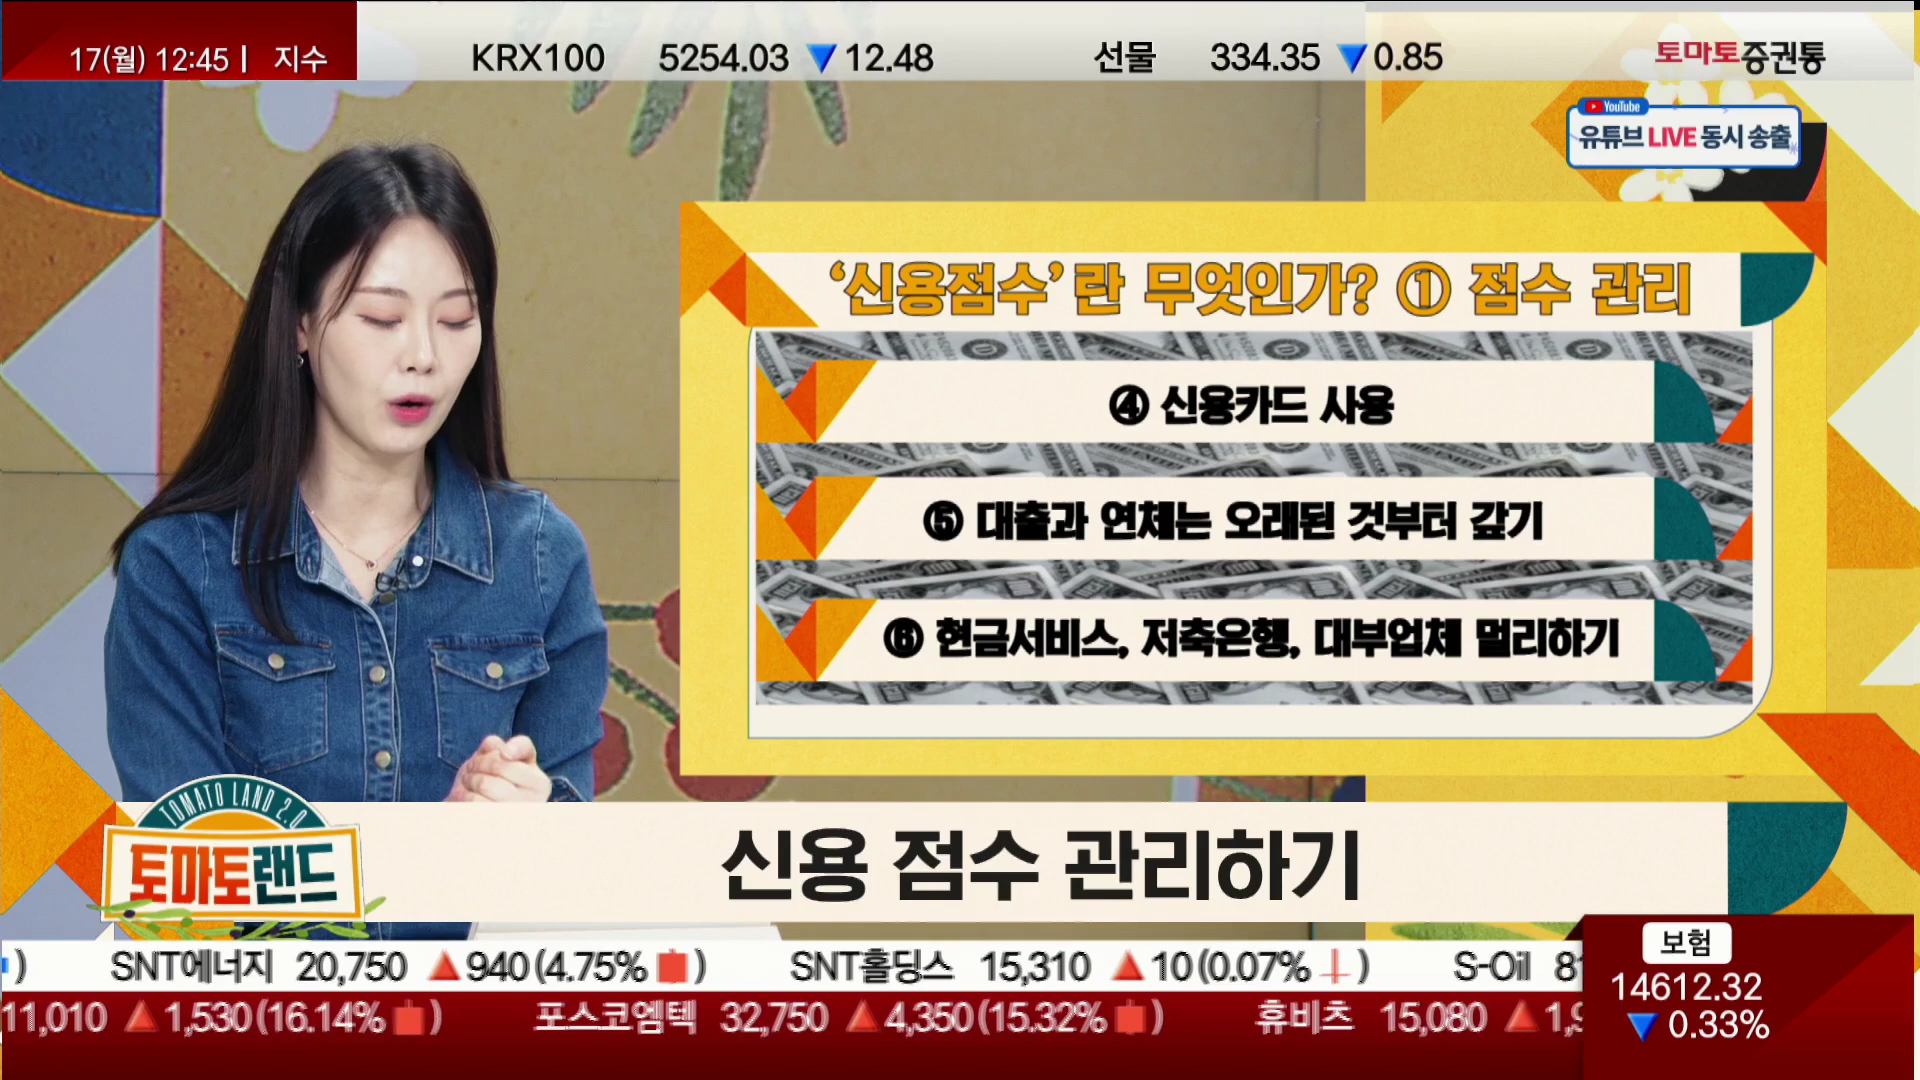 17(월) 12:45 | 지수 KRX100 5254.03 ▼ 12.48 선물 334.35 ▼ 0.85 토마토증권통
YouTube
유튜브 LIVE 동시 송출
‘신용점수’란 무엇인가? ① 점수 관리
④ 신용카드 사용
⑤ 대출과 연체는 오래된 것부터 갚기
⑥ 현금서비스, 저축은행, 대부업체 멀리하기
TOMATO LAND 2.0
토마토랜드
신용 점수 관리하기
) SNT에너지 20,750 ▲ 940 (4.75% ) SNT홀딩스 15,310 ▲ 10 (0.07% ) S-Oil
11,010 ▲ 1,530 (16.14% ) 포스코엠텍 32,750 ▲ 4,350 (15.32% ) 휴비츠 15,080 ▲
보험
14612.32
▼ 0.33%